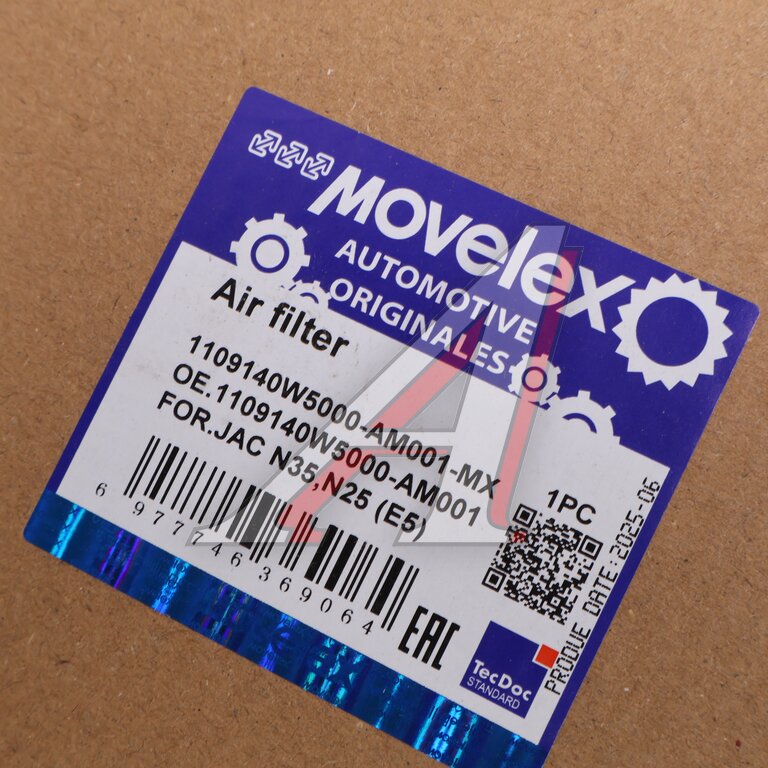 Movelex
AUTOMOTIVE
ORIGINALES
Air filter
1109140W5000-AM001-MX
OE.1109140W5000-AM001
FOR.JAC N35,N25 (E5)
1PC
6 977746 369064
EAC
TecDoc
STANDARD
PRODUE DATE:2025-06